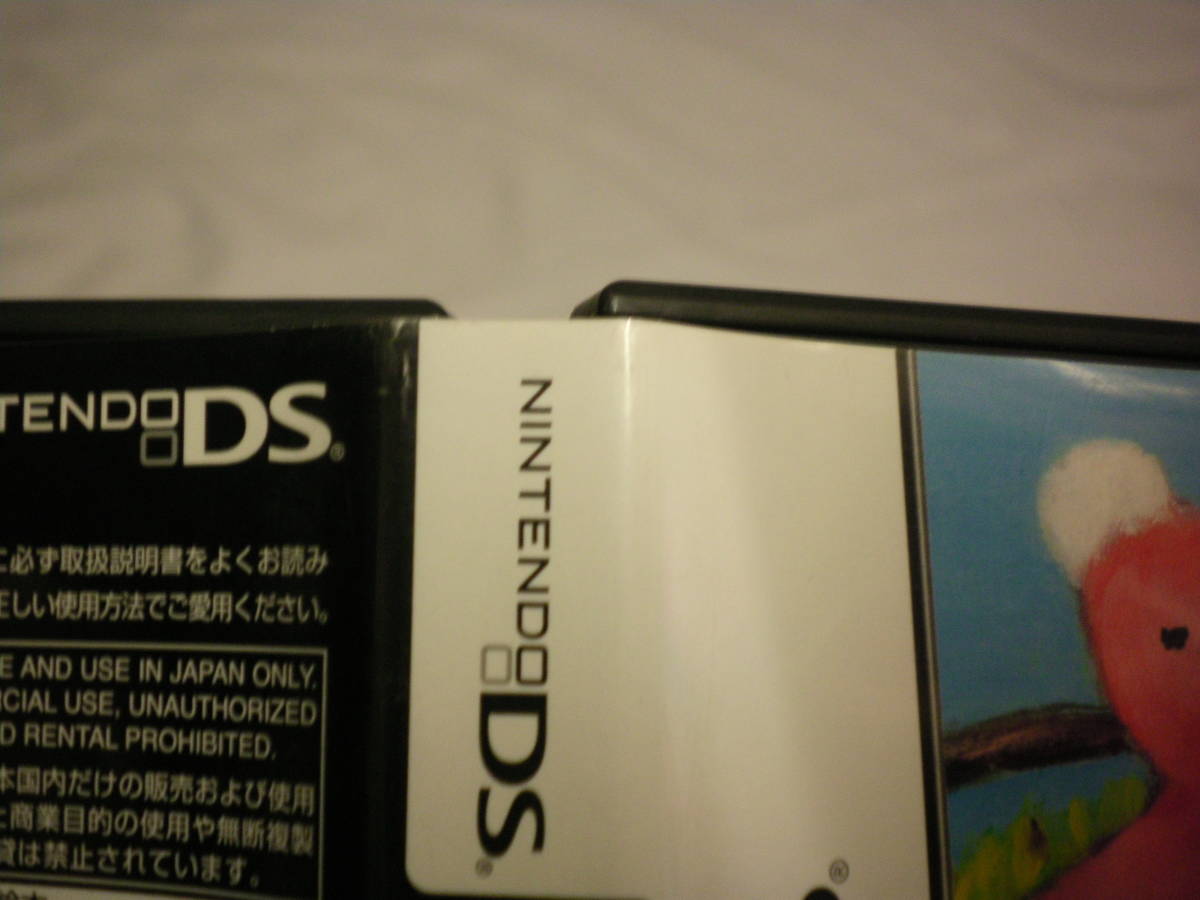 TENDO DS®
必ず取扱説明書をよくお読み
正しい使用方法でご愛用ください。
E AND USE IN JAPAN ONLY.
CIAL USE, UNAUTHORIZED
D RENTAL PROHIBITED.
本国内だけの販売および使用
商業目的の使用や無断複製
貸は禁止されています。
NINTENDO DS®
®